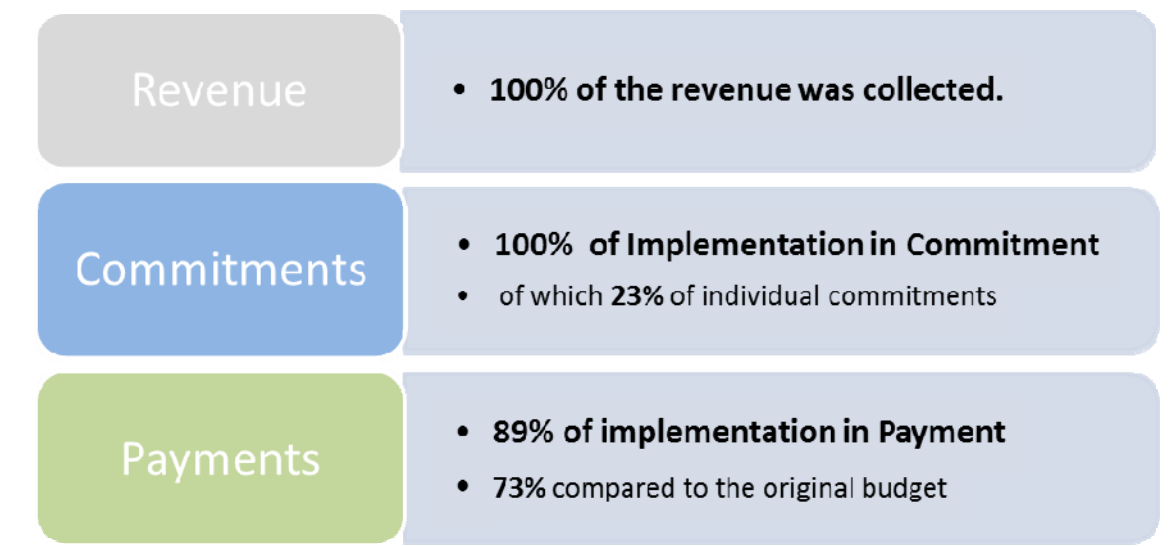 Revenue
• 100% of the revenue was collected.
Commitments
• 100% of Implementation in Commitment
• of which 23% of individual commitments
Payments
• 89% of implementation in Payment
• 73% compared to the original budget